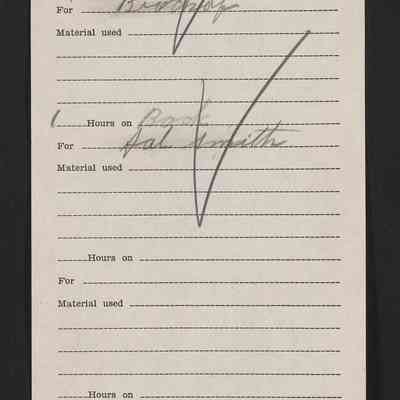 For
Material used
1 Hours on Book
For Sal Smith
Material used
Hours on
For
Material used
Hours on